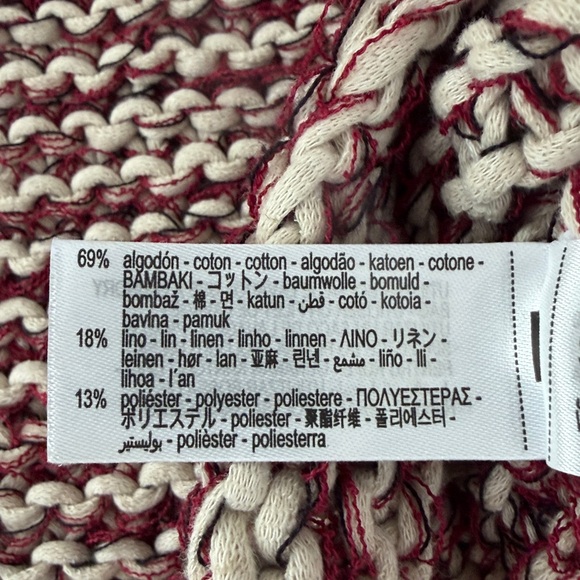 69% algodón - coton - cotton - algodão - katoen - cotone -
BAMBAKI - コットン - baumwolle - bomuld -
bombaž - 棉 - 면 - katun - قطن - cotó - kotoia -
bavlna - pamuk
18% lino - lin - linen - linho - linnen - ΛΙΝΟ - リネン -
leinen - hør - lan - 亚麻 - 린넨 - مشمع - liño - lli -
lihoa - l'an
13% poliéster - polyester - poliestere - ΠΟΛΥΕΣΤΕΡΑΣ -
ポリエステル - poliester - 聚酯纤维 - 폴리에스터 -
بوليستير - polièster - poliesterra